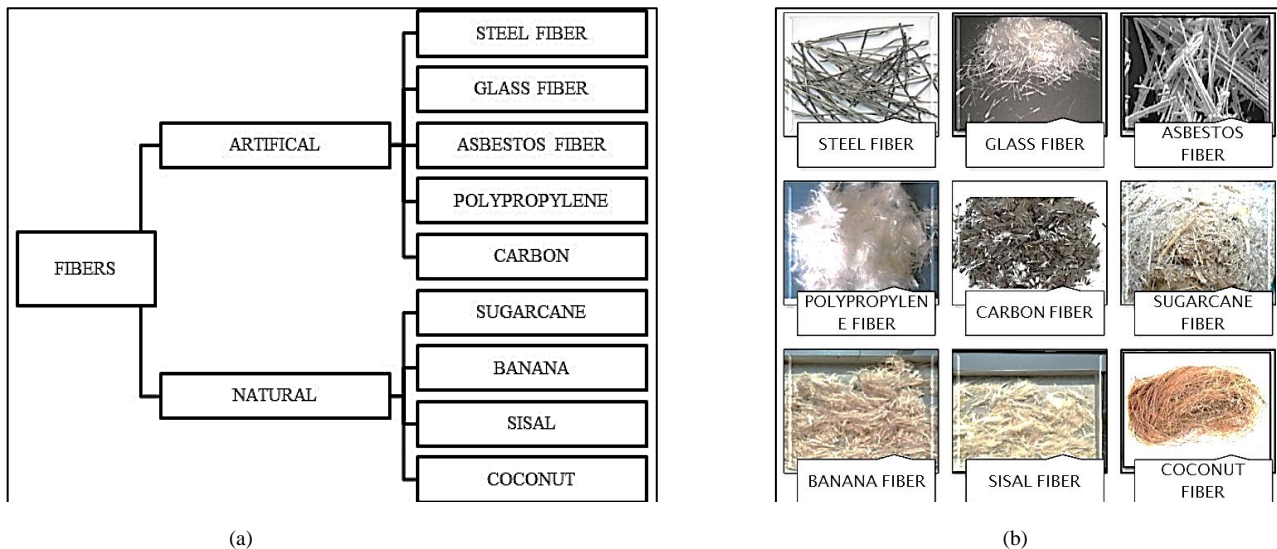 STEEL FIBER
GLASS FIBER
ARTIFICAL
ASBESTOS FIBER
POLYPROPYLENE
CARBON
FIBERS
SUGARCANE
BANANA
NATURAL
SISAL
COCONUT
(a)
STEEL FIBER
GLASS FIBER
ASBESTOS
FIBER
POLYPROPYLEN
E FIBER
CARBON FIBER
SUGARCANE
FIBER
BANANA FIBER
SISAL FIBER
COCONUT
FIBER
(b)